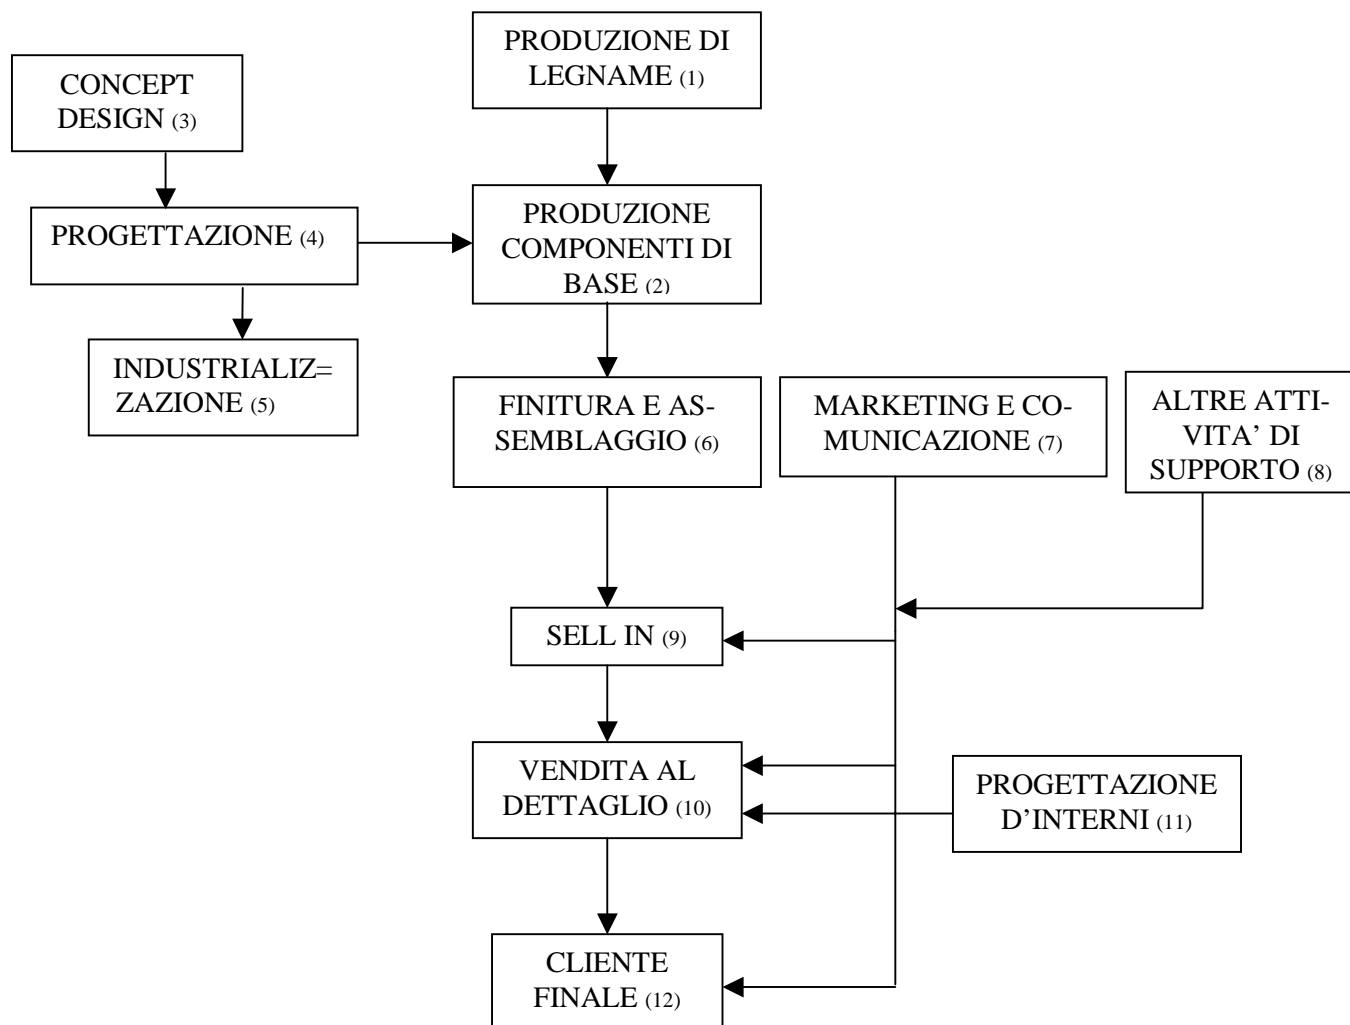 PRODUZIONE DI
LEGNAME (1)
CONCEPT
DESIGN (3)
PROGETTAZIONE (4)
PRODUZIONE
COMPONENTI DI
BASE (2)
INDUSTRIALIZ=
ZAZIONE (5)
FINITURA E AS-
SEMBLAGGIO (6)
MARKETING E CO-
MUNICAZIONE (7)
ALTRE ATTI-
VITA’ DI
SUPPORTO (8)
SELL IN (9)
VENDITA AL
DETTAGLIO (10)
PROGETTAZIONE
D’INTERNI (11)
CLIENTE
FINALE (12)